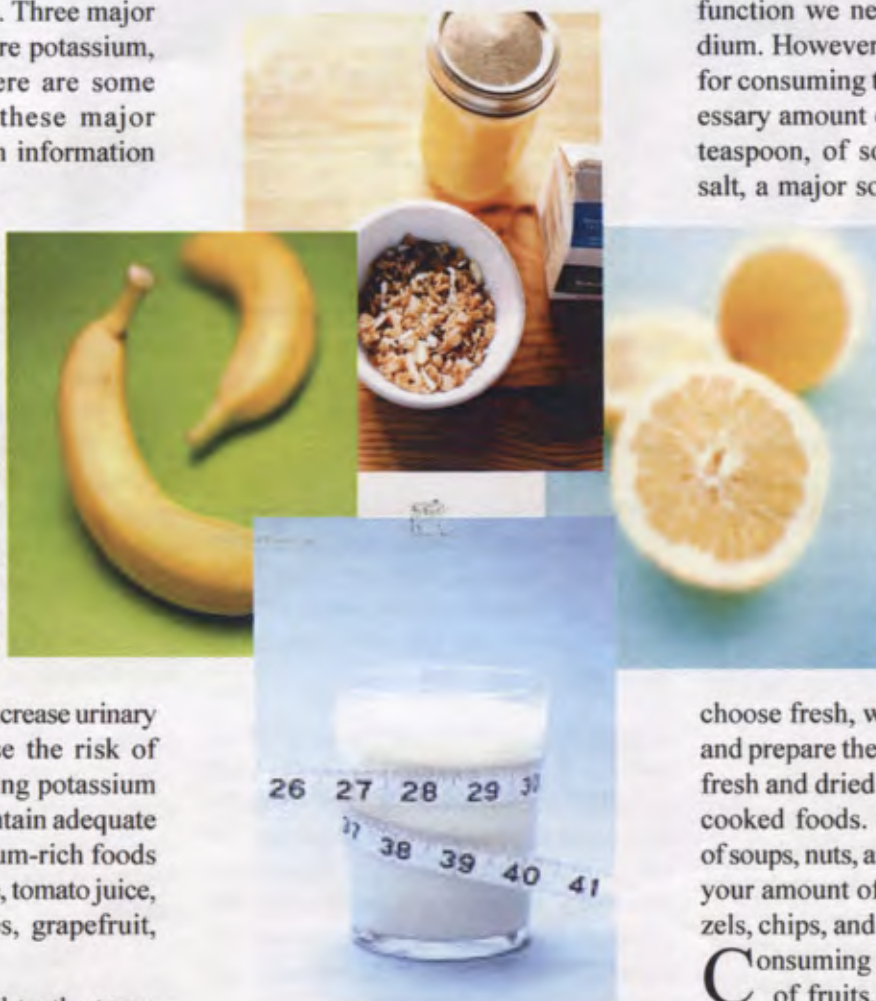 . Three major
re potassium,
ere are some
these major
n information
function we ne
dium. However
for consuming t
essary amount
teaspoon, of so
salt, a major so
26 27 28 29 30
37 38 39 40 41
crease urinary
se the risk of
ng potassium
ntain adequate
um-rich foods
, tomato juice,
s, grapefruit,
choose fresh, w
and prepare the
fresh and dried
cooked foods.
of soups, nuts, a
your amount of
zels, chips, and
Consuming
of fruits